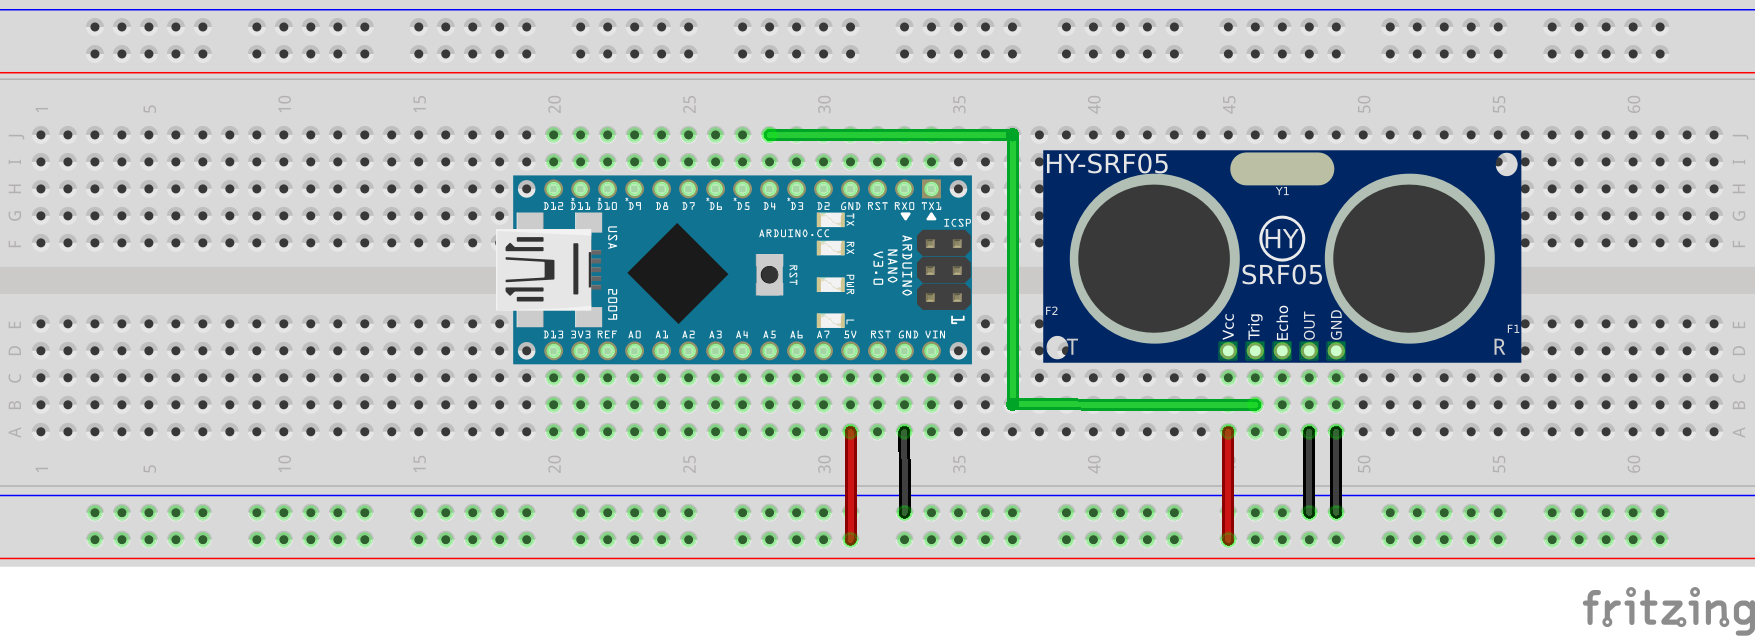 1 5 10 15 20 25 30 35 40 45 50 55 60
J J
I I
H H
G G
F F
HY-SRF05
Y1
D12 D11 D10 D9 D8 D7 D6 D5 D4 D3 D2 GND RST RX0 TX1
USA
ARDUINO.CC
TX
RX
PWR
L
RST
ARDUINO
NANO
V3.0
ICSP
1
2009
HY
SRF05
F2
F1
T
R
Vcc
Trig
Echo
OUT
GND
D13 3V3 REF A0 A1 A2 A3 A4 A5 A6 A7 5V RST GND VIN
E E
D D
C C
B B
A A
1 5 10 15 20 25 30 35 40 45 50 55 60
fritzing